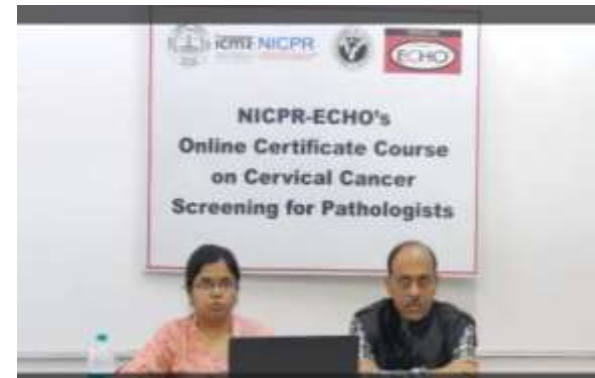 icmr NICPR
ECHO
NICPR-ECHO's
Online Certificate Course
on Cervical Cancer
Screening for Pathologists